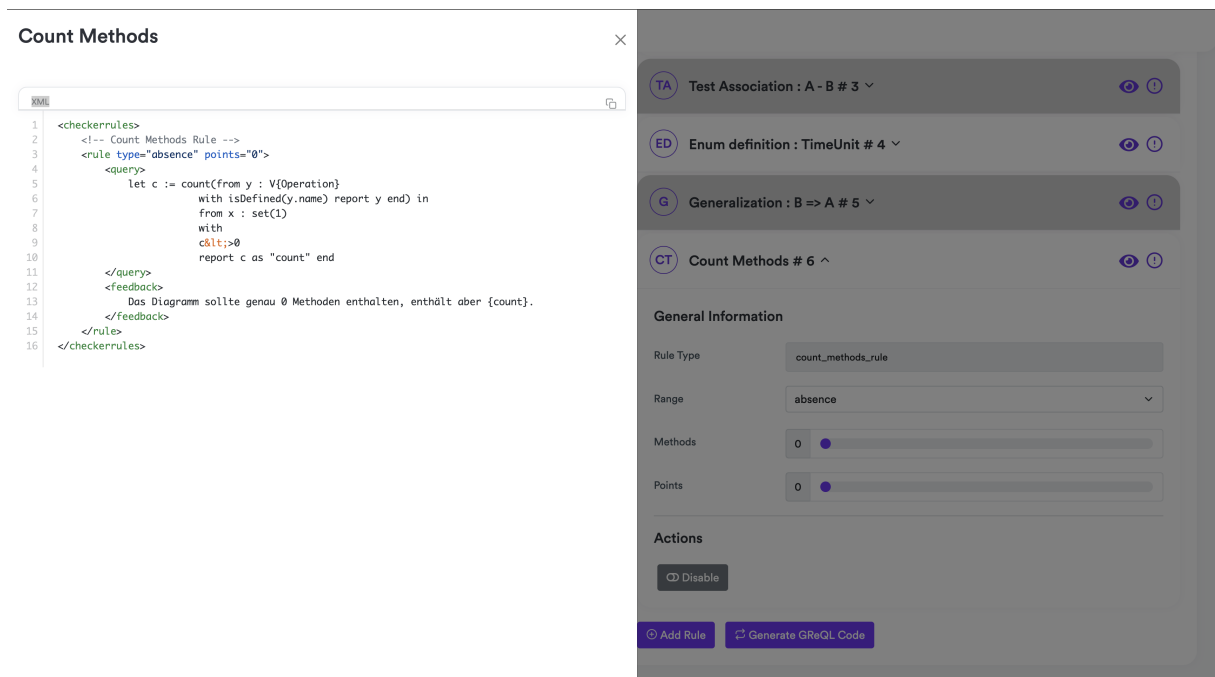 Count Methods
XML
1 <checkerrules>
2 <!-- Count Methods Rule -->
3 <rule type="absence" points="0">
4 <query>
5 let c := count(from y : V{Operation}
6 with isDefined(y.name) report y end) in
7 from x : set(1)
8 with
9 c&lt;>0
10 report c as "count" end
11 </query>
12 <feedback>
13 Das Diagramm sollte genau 0 Methoden enthalten, enthält aber {count}.
14 </feedback>
15 </rule>
16 </checkerrules>
TA Test Association : A - B # 3
ED Enum definition : TimeUnit # 4
G Generalization : B => A # 5
CT Count Methods # 6
General Information
Rule Type count_methods_rule
Range absence
Methods 0
Points 0
Actions
Disable
Add Rule Generate GReQL Code